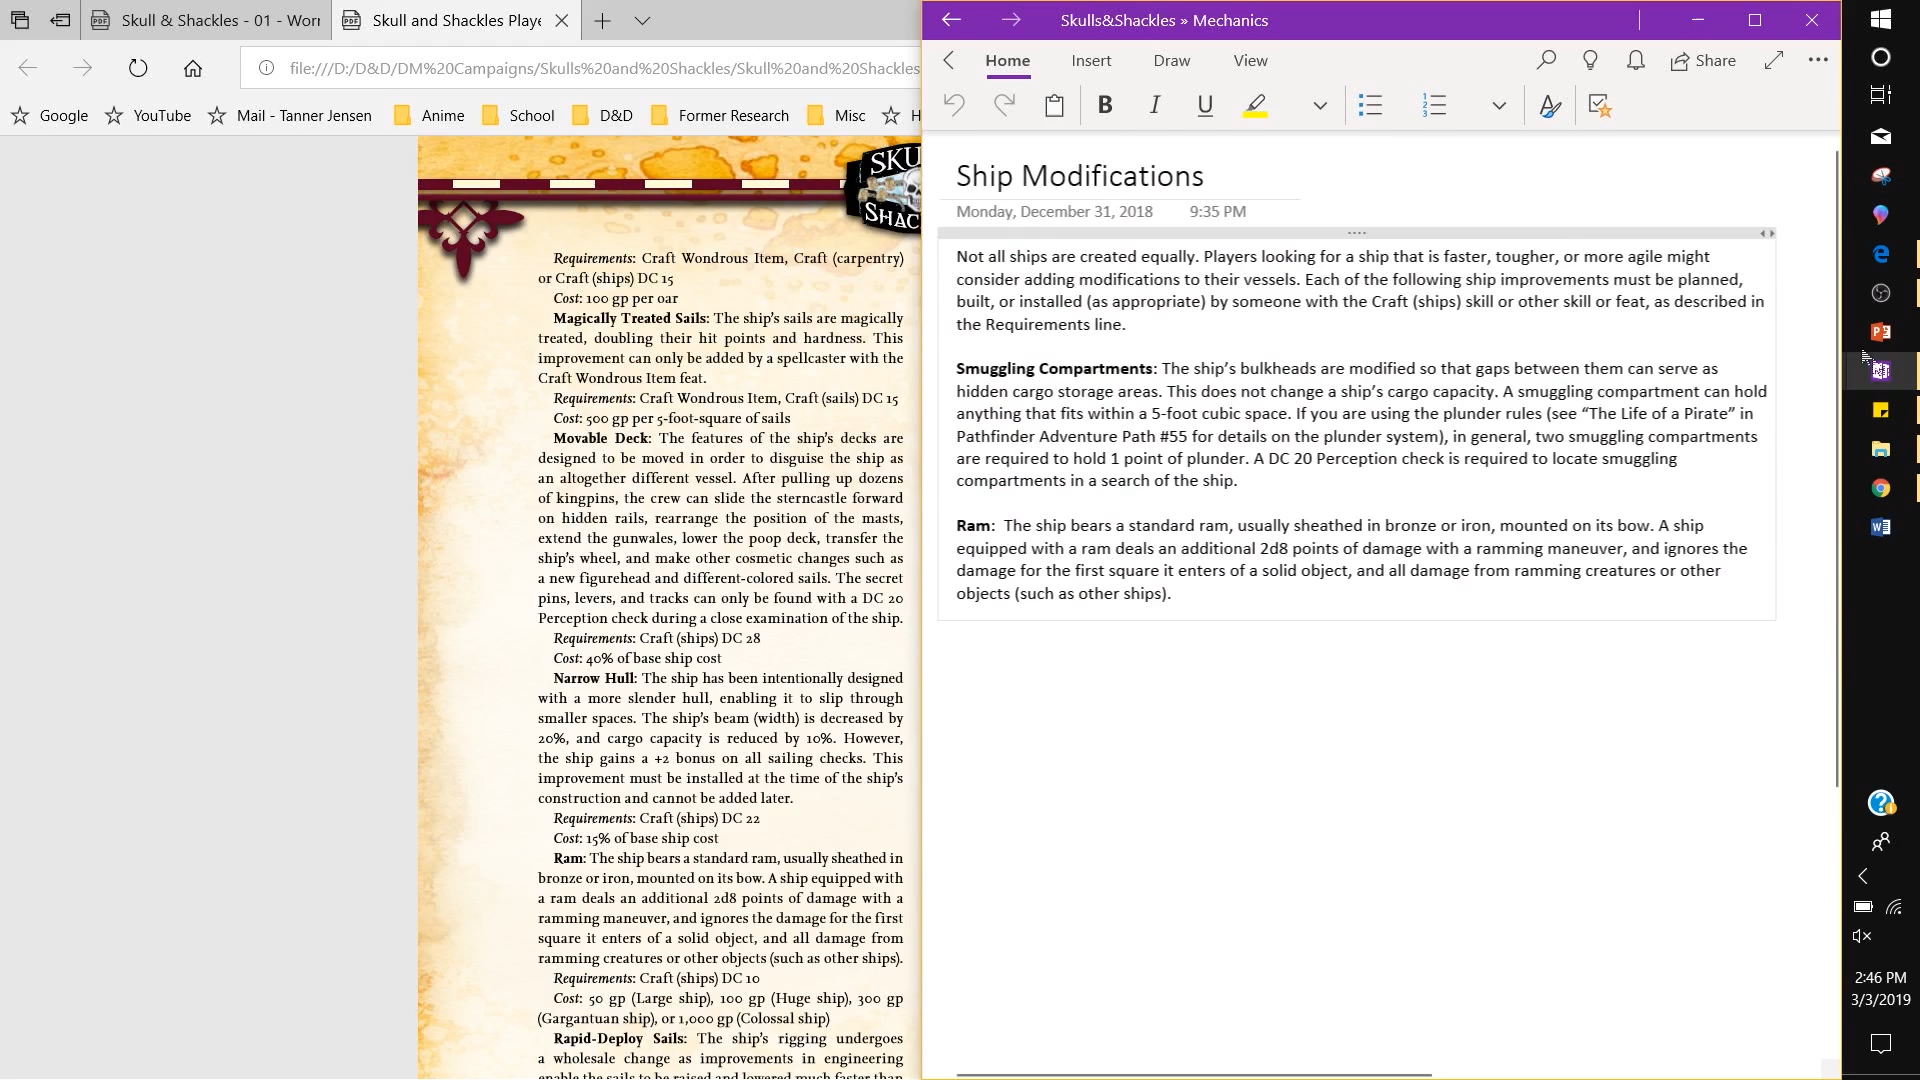 Skull & Shackles - 01 - Worn
Skull and Shackles Playe
file:///D:/D&D/DM%20Campaigns/Skulls%20and%20Shackles/Skull%20and%20Shackles
Google
YouTube
Mail - Tanner Jensen
Anime
School
D&D
Former Research
Misc
H
SKU
SHAC
Requirements: Craft Wondrous Item, Craft (carpentry)
or Craft (ships) DC 15
Cost: 100 gp per oar
Magically Treated Sails: The ship’s sails are magically
treated, doubling their hit points and hardness. This
improvement can only be added by a spellcaster with the
Craft Wondrous Item feat.
Requirements: Craft Wondrous Item, Craft (sails) DC 15
Cost: 500 gp per 5-foot-square of sails
Movable Deck: The features of the ship’s decks are
designed to be moved in order to disguise the ship as
an altogether different vessel. After pulling up dozens
of kingpins, the crew can slide the sterncastle forward
on hidden rails, rearrange the position of the masts,
extend the gunwales, lower the poop deck, transfer the
ship’s wheel, and make other cosmetic changes such as
a new figurehead and different-colored sails. The secret
pins, levers, and tracks can only be found with a DC 20
Perception check during a close examination of the ship.
Requirements: Craft (ships) DC 28
Cost: 40% of base ship cost
Narrow Hull: The ship has been intentionally designed
with a more slender hull, enabling it to slip through
smaller spaces. The ship’s beam (width) is decreased by
20%, and cargo capacity is reduced by 10%. However,
the ship gains a +2 bonus on all sailing checks. This
improvement must be installed at the time of the ship’s
construction and cannot be added later.
Requirements: Craft (ships) DC 22
Cost: 15% of base ship cost
Ram: The ship bears a standard ram, usually sheathed in
bronze or iron, mounted on its bow. A ship equipped with
a ram deals an additional 2d8 points of damage with a
ramming maneuver, and ignores the damage for the first
square it enters of a solid object, and all damage from
ramming creatures or other objects (such as other ships).
Requirements: Craft (ships) DC 10
Cost: 50 gp (Large ship), 100 gp (Huge ship), 300 gp
(Gargantuan ship), or 1,000 gp (Colossal ship)
Rapid-Deploy Sails: The ship’s rigging undergoes
a wholesale change as improvements in engineering
enable the sails to be raised and lowered much faster than
Skulls&Shackles » Mechanics
Home
Insert
Draw
View
Share
B
I
U
Ship Modifications
Monday, December 31, 2018
9:35 PM
Not all ships are created equally. Players looking for a ship that is faster, tougher, or more agile might
consider adding modifications to their vessels. Each of the following ship improvements must be planned,
built, or installed (as appropriate) by someone with the Craft (ships) skill or other skill or feat, as described in
the Requirements line.
Smuggling Compartments: The ship’s bulkheads are modified so that gaps between them can serve as
hidden cargo storage areas. This does not change a ship’s cargo capacity. A smuggling compartment can hold
anything that fits within a 5-foot cubic space. If you are using the plunder rules (see “The Life of a Pirate” in
Pathfinder Adventure Path #55 for details on the plunder system), in general, two smuggling compartments
are required to hold 1 point of plunder. A DC 20 Perception check is required to locate smuggling
compartments in a search of the ship.
Ram: The ship bears a standard ram, usually sheathed in bronze or iron, mounted on its bow. A ship
equipped with a ram deals an additional 2d8 points of damage with a ramming maneuver, and ignores the
damage for the first square it enters of a solid object, and all damage from ramming creatures or other
objects (such as other ships).
2:46 PM
3/3/2019